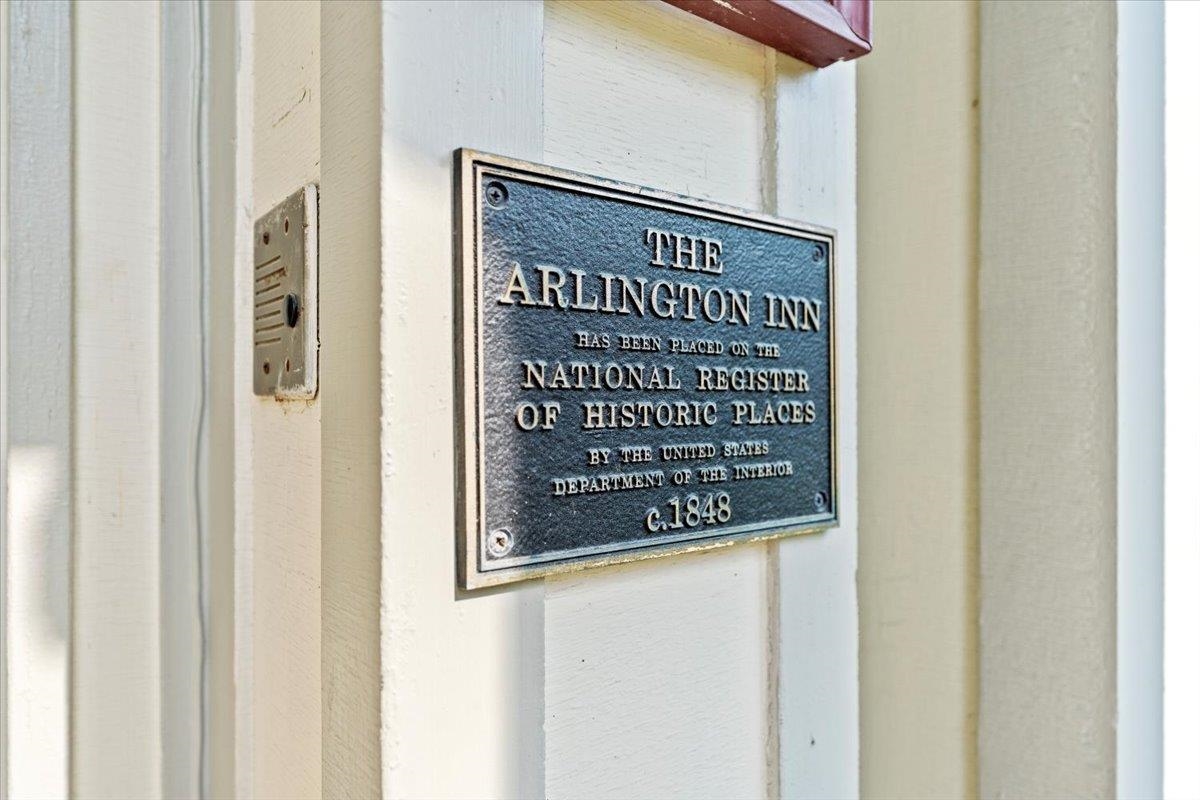 THE
ARLINGTON INN
HAS BEEN PLACED ON THE
NATIONAL REGISTER
OF HISTORIC PLACES
BY THE UNITED STATES
DEPARTMENT OF THE INTERIOR
c.1848